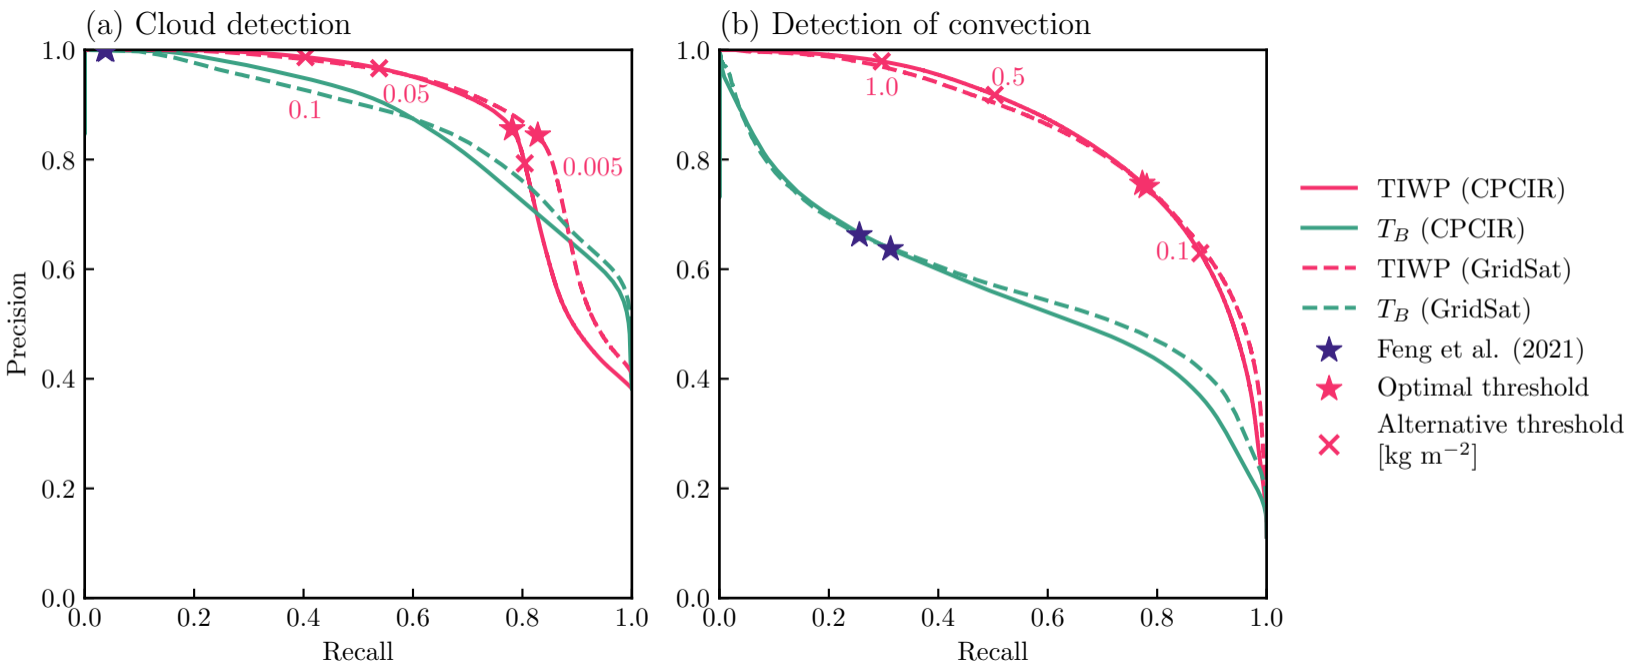 (a) Cloud detection
(b) Detection of convection
1.0
0.8
0.6
0.4
0.2
0.0
Precision
0.0 0.2 0.4 0.6 0.8 1.0
Recall
0.1
0.05
0.005
1.0
0.8
0.6
0.4
0.2
0.0
0.0 0.2 0.4 0.6 0.8 1.0
Recall
1.0
0.5
0.1
TIWP (CPCIR)
T_B (CPCIR)
TIWP (GridSat)
T_B (GridSat)
Feng et al. (2021)
Optimal threshold
Alternative threshold
[kg m⁻²]